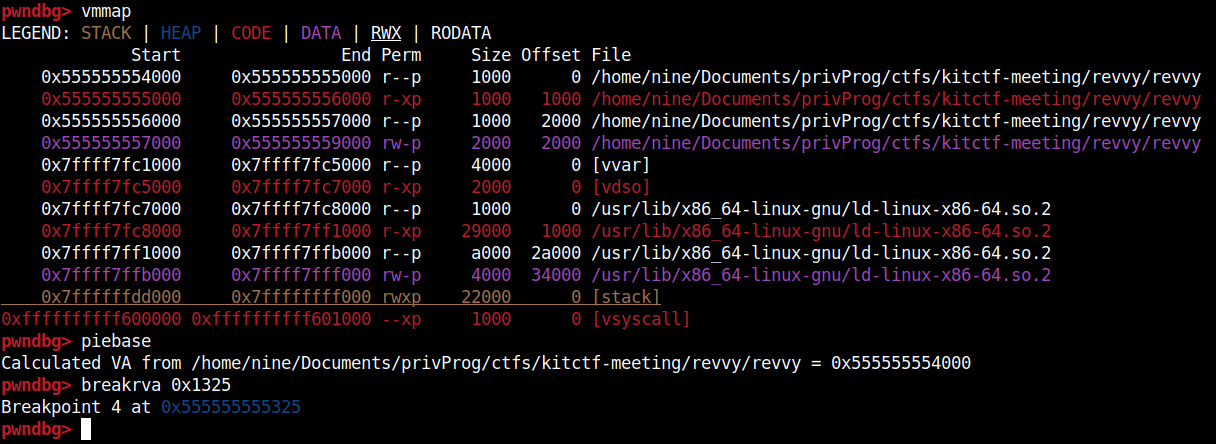 pwndbg> vmmap
LEGEND: STACK | HEAP | CODE | DATA | RWX | RODATA
Start End Perm Size Offset File
0x555555554000 0x555555555000 r--p 1000 0 /home/nine/Documents/privProg/ctfs/kitctf-meeting/revvy/revvy
0x555555555000 0x555555556000 r-xp 1000 1000 /home/nine/Documents/privProg/ctfs/kitctf-meeting/revvy/revvy
0x555555556000 0x555555557000 r--p 1000 2000 /home/nine/Documents/privProg/ctfs/kitctf-meeting/revvy/revvy
0x555555557000 0x555555559000 rw-p 2000 2000 /home/nine/Documents/privProg/ctfs/kitctf-meeting/revvy/revvy
0x7ffff7fc1000 0x7ffff7fc5000 r--p 4000 0 [vvar]
0x7ffff7fc5000 0x7ffff7fc7000 r-xp 2000 0 [vdso]
0x7ffff7fc7000 0x7ffff7fc8000 r--p 1000 0 /usr/lib/x86_64-linux-gnu/ld-linux-x86-64.so.2
0x7ffff7fc8000 0x7ffff7ff1000 r-xp 29000 1000 /usr/lib/x86_64-linux-gnu/ld-linux-x86-64.so.2
0x7ffff7ff1000 0x7ffff7ffb000 r--p a000 2a000 /usr/lib/x86_64-linux-gnu/ld-linux-x86-64.so.2
0x7ffff7ffb000 0x7ffff7fff000 rw-p 4000 34000 /usr/lib/x86_64-linux-gnu/ld-linux-x86-64.so.2
0x7ffffffdd000 0x7ffffffff000 rwxp 22000 0 [stack]
0xffffffffff600000 0xffffffffff601000 --xp 1000 0 [vsyscall]
pwndbg> piebase
Calculated VA from /home/nine/Documents/privProg/ctfs/kitctf-meeting/revvy/revvy = 0x555555554000
pwndbg> breakrva 0x1325
Breakpoint 4 at 0x555555555325
pwndbg>